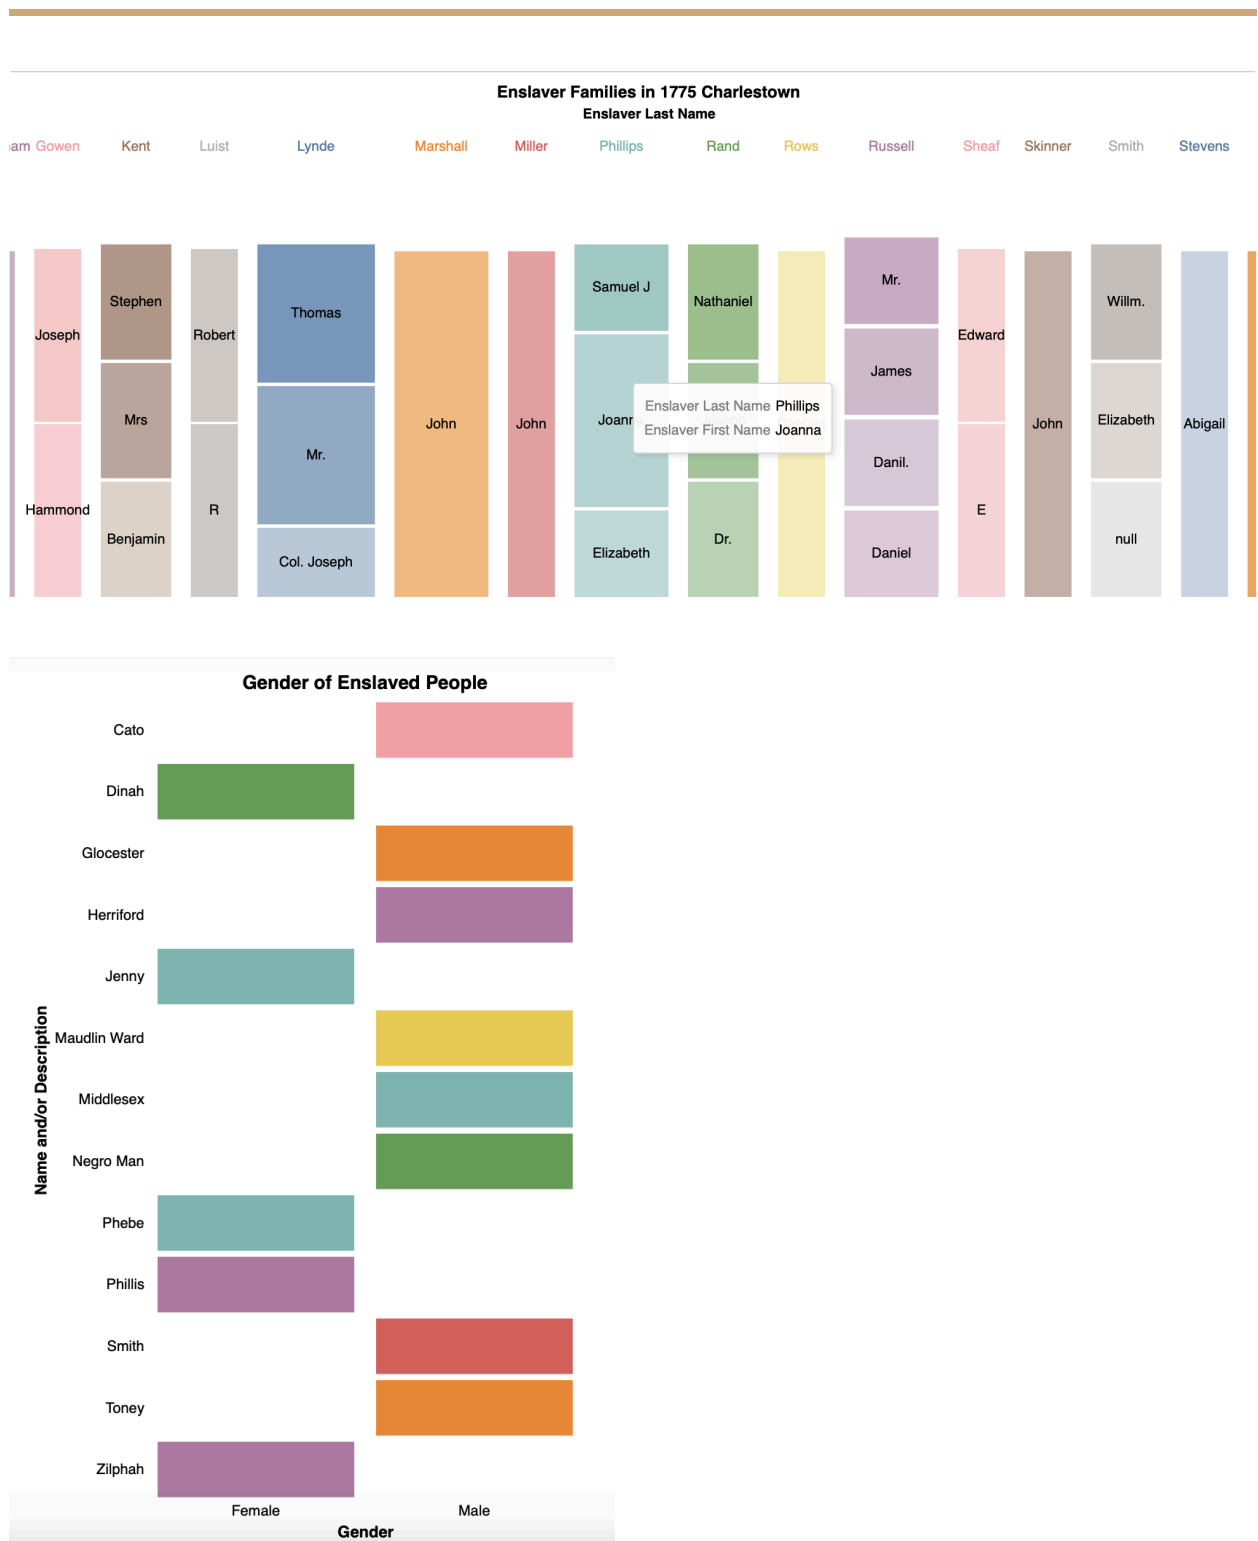 Enslaver Families in 1775 Charlestown
Enslaver Last Name
am Gowen Kent Luist Lynde Marshall Miller Phillips Rand Rows Russell Sheaf Skinner Smith Stevens
Joseph
Hammond
Stephen
Mrs
Benjamin
Robert
R
Thomas
Mr.
Col. Joseph
John
John
Samuel J
Joann
Elizabeth
Nathaniel
Dr.
Enslaver Last Name Phillips
Enslaver First Name Joanna
Mr.
James
Danil.
Daniel
Edward
E
John
Willm.
Elizabeth
null
Abigail
Gender of Enslaved People
Name and/or Description
Cato
Dinah
Glocester
Herriford
Jenny
Maudlin Ward
Middlesex
Negro Man
Phebe
Phillis
Smith
Toney
Zilphah
Female Male
Gender